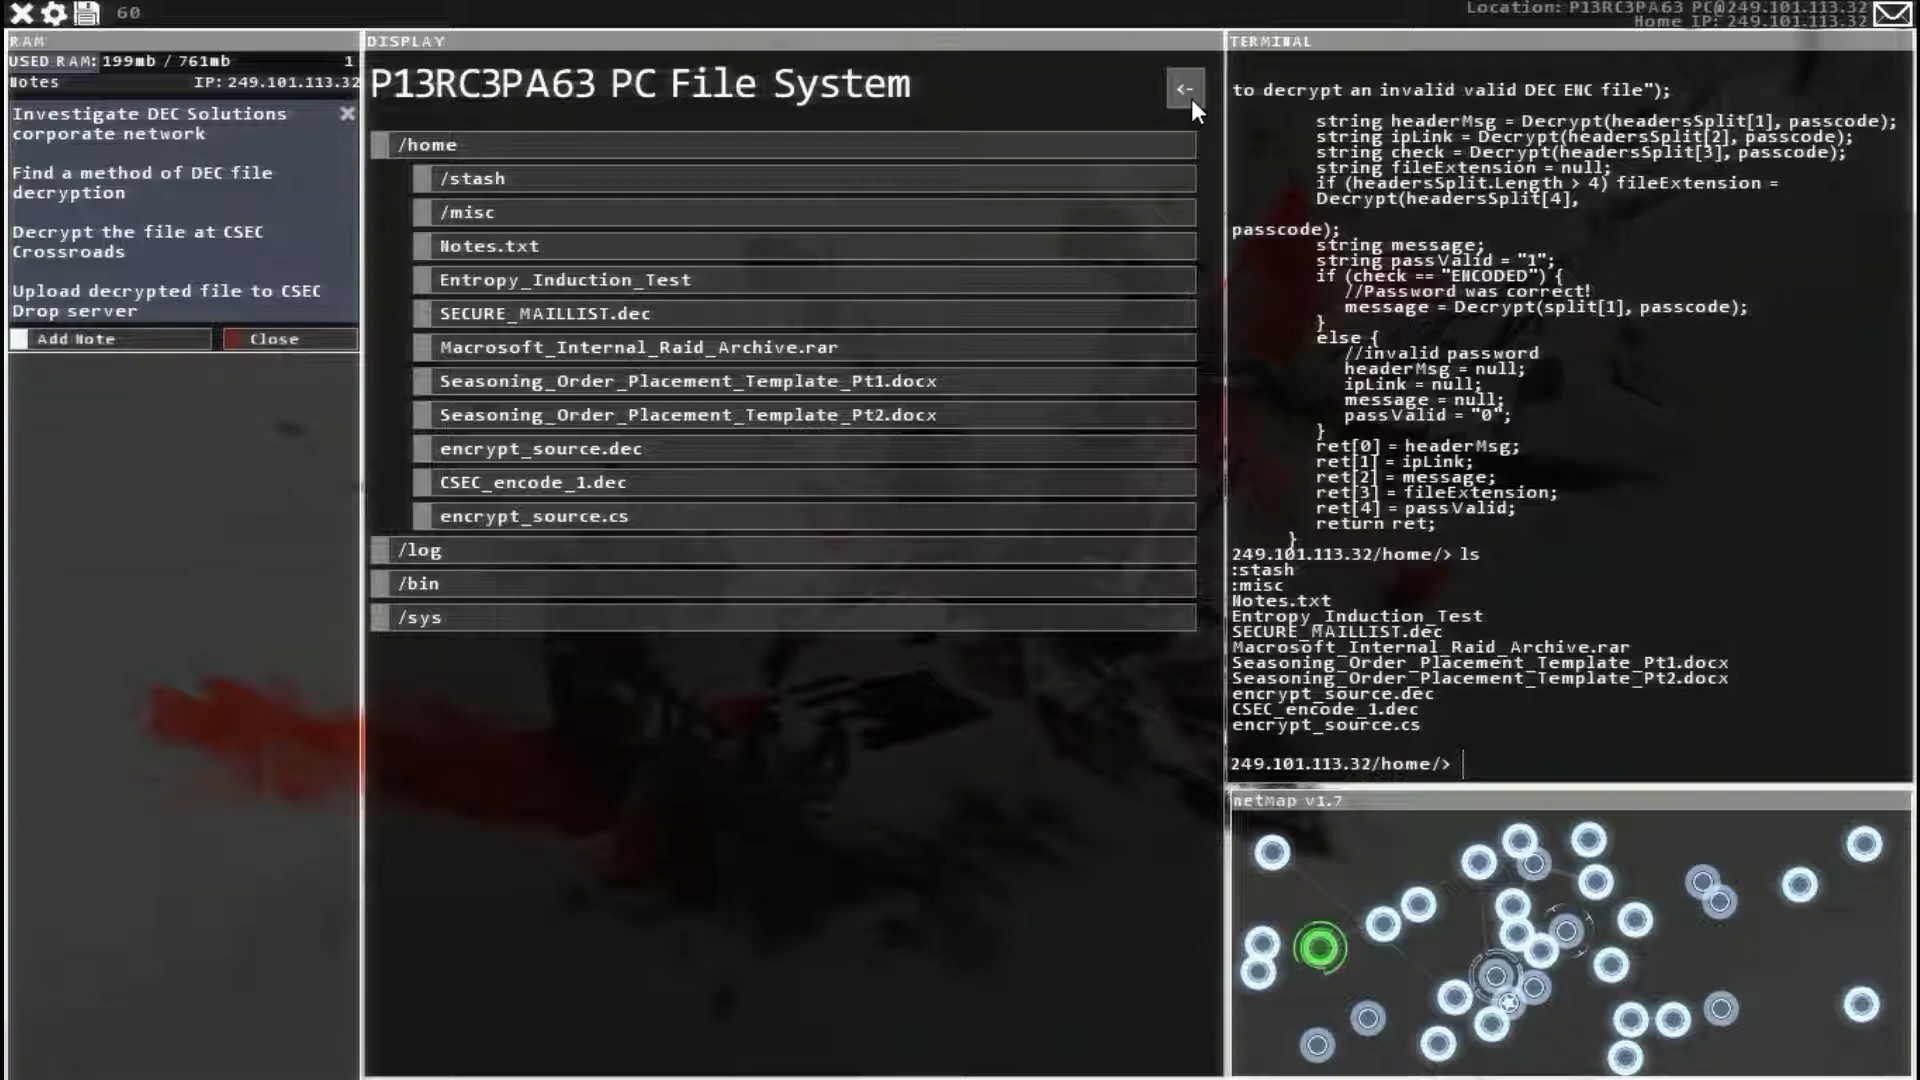 60
Location: P13RC3PA63 PC@249.101.113.32
Home IP: 249.101.113.32
RAM
USED RAM: 199mb / 761mb 1
Notes IP: 249.101.113.32
Investigate DEC Solutions
corporate network
Find a method of DEC file
decryption
Decrypt the file at CSEC
Crossroads
Upload decrypted file to CSEC
Drop server
Add Note Close
DISPLAY
P13RC3PA63 PC File System
<-
/home
/stash
/misc
Notes.txt
Entropy_Induction_Test
SECURE_MAILLIST.dec
Macrosoft_Internal_Raid_Archive.rar
Seasoning_Order_Placement_Template_Pt1.docx
Seasoning_Order_Placement_Template_Pt2.docx
encrypt_source.dec
CSEC_encode_1.dec
encrypt_source.cs
/log
/bin
/sys
TERMINAL
to decrypt an invalid valid DEC ENC file");
string headerMsg = Decrypt(headersSplit[1], passcode);
string ipLink = Decrypt(headersSplit[2], passcode);
string check = Decrypt(headersSplit[3], passcode);
string fileExtension = null;
if (headersSplit.Length > 4) fileExtension =
Decrypt(headersSplit[4],
passcode);
string message;
string passValid = "1";
if (check == "ENCODED") {
//Password was correct!
message = Decrypt(split[1], passcode);
}
else {
//invalid password
headerMsg = null;
ipLink = null;
message = null;
passValid = "0";
}
ret[0] = headerMsg;
ret[1] = ipLink;
ret[2] = message;
ret[3] = fileExtension;
ret[4] = passValid;
return ret;
}
249.101.113.32/home/> ls
:stash
:misc
Notes.txt
Entropy_Induction_Test
SECURE_MAILLIST.dec
Macrosoft_Internal_Raid_Archive.rar
Seasoning_Order_Placement_Template_Pt1.docx
Seasoning_Order_Placement_Template_Pt2.docx
encrypt_source.dec
CSEC_encode_1.dec
encrypt_source.cs
249.101.113.32/home/>
netMap v1.7